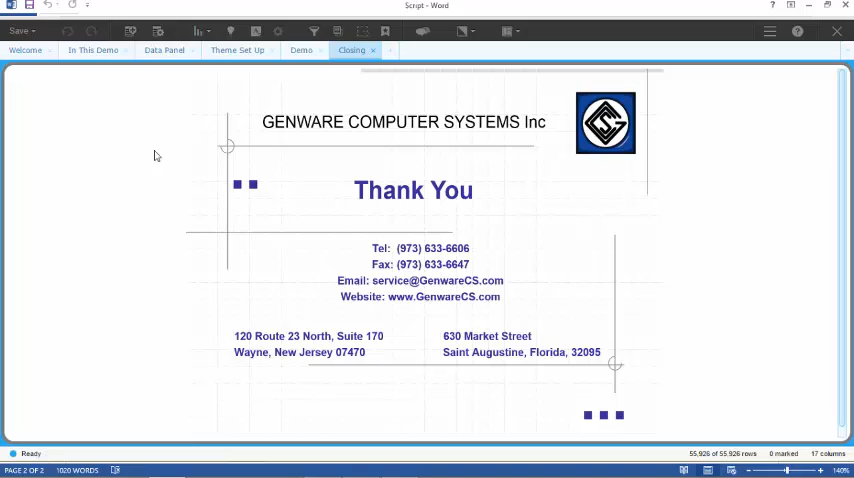 Script - Word
Save
Welcome
In This Demo
Data Panel
Theme Set Up
Demo
Closing
GENWARE COMPUTER SYSTEMS Inc
Thank You
Tel: (973) 633-6606
Fax: (973) 633-6647
Email: service@GenwareCS.com
Website: www.GenwareCS.com
120 Route 23 North, Suite 170
Wayne, New Jersey 07470
630 Market Street
Saint Augustine, Florida, 32095
Ready
55,926 of 55,926 rows
0 marked
17 columns
PAGE 2 OF 2
1020 WORDS
140%